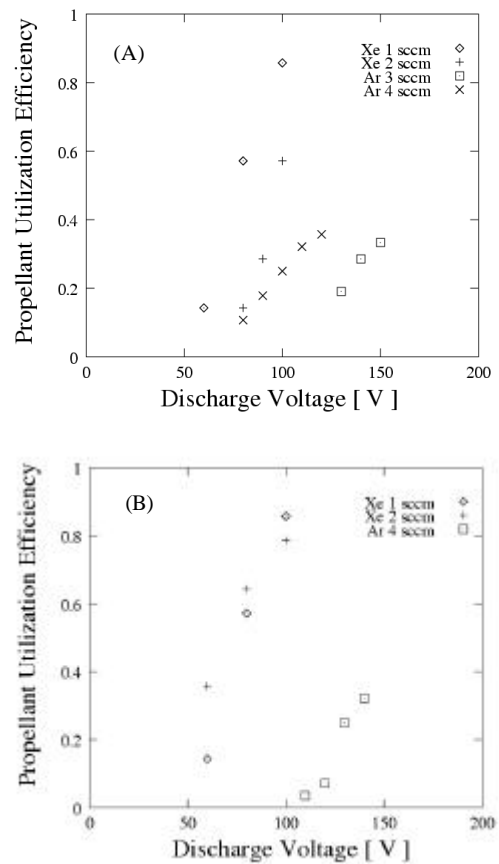 (A)
Xe 1 sccm
Xe 2 sccm
Ar 3 sccm
Ar 4 sccm
Propellant Utilization Efficiency
1
0.8
0.6
0.4
0.2
0
0 50 100 150 200
Discharge Voltage [ V ]
(B)
Xe 1 sccm
Xe 2 sccm
Ar 4 sccm
Propellant Utilization Efficiency
1
0.8
0.6
0.4
0.2
0
0 50 100 150 200
Discharge Voltage [ V ]